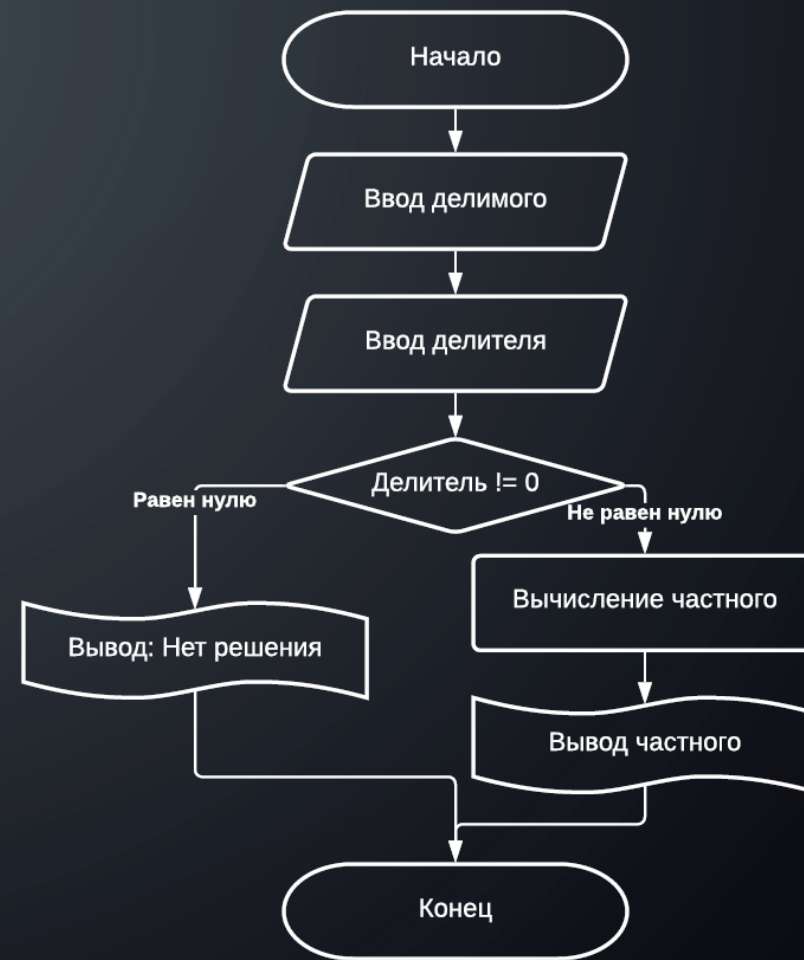 Начало
Ввод делимого
Ввод делителя
Делитель != 0
Равен нулю
Не равен нулю
Вычисление частного
Вывод: Нет решения
Вывод частного
Конец